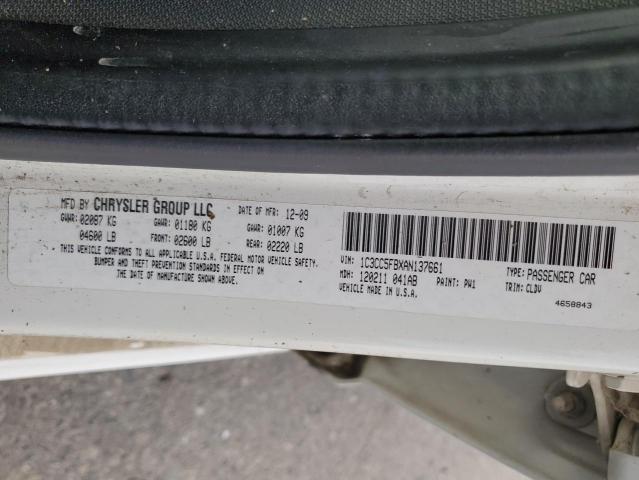 MFD BY CHRYSLER GROUP LLC DATE OF MFR 12-09
GVWR: 02087 KG GAWR: 01180 KG GAWR: 01007 KG
04600 LB FRONT: 02600 LB REAR: 02220 LB
THIS VEHICLE CONFORMS TO ALL APPLICABLE U.S.A. FEDERAL MOTOR VEHICLE SAFETY,
BUMPER AND THEFT PREVENTION STANDARDS IN EFFECT ON
THE DATE OF MANUFACTURE SHOWN ABOVE.
VIN: 1C3CC5FBXAN137661 TYPE: PASSENGER CAR
MDH: 120211 041AB PAINT: PW1 TRIM: CLDV
VEHICLE MADE IN U.S.A.
4658843